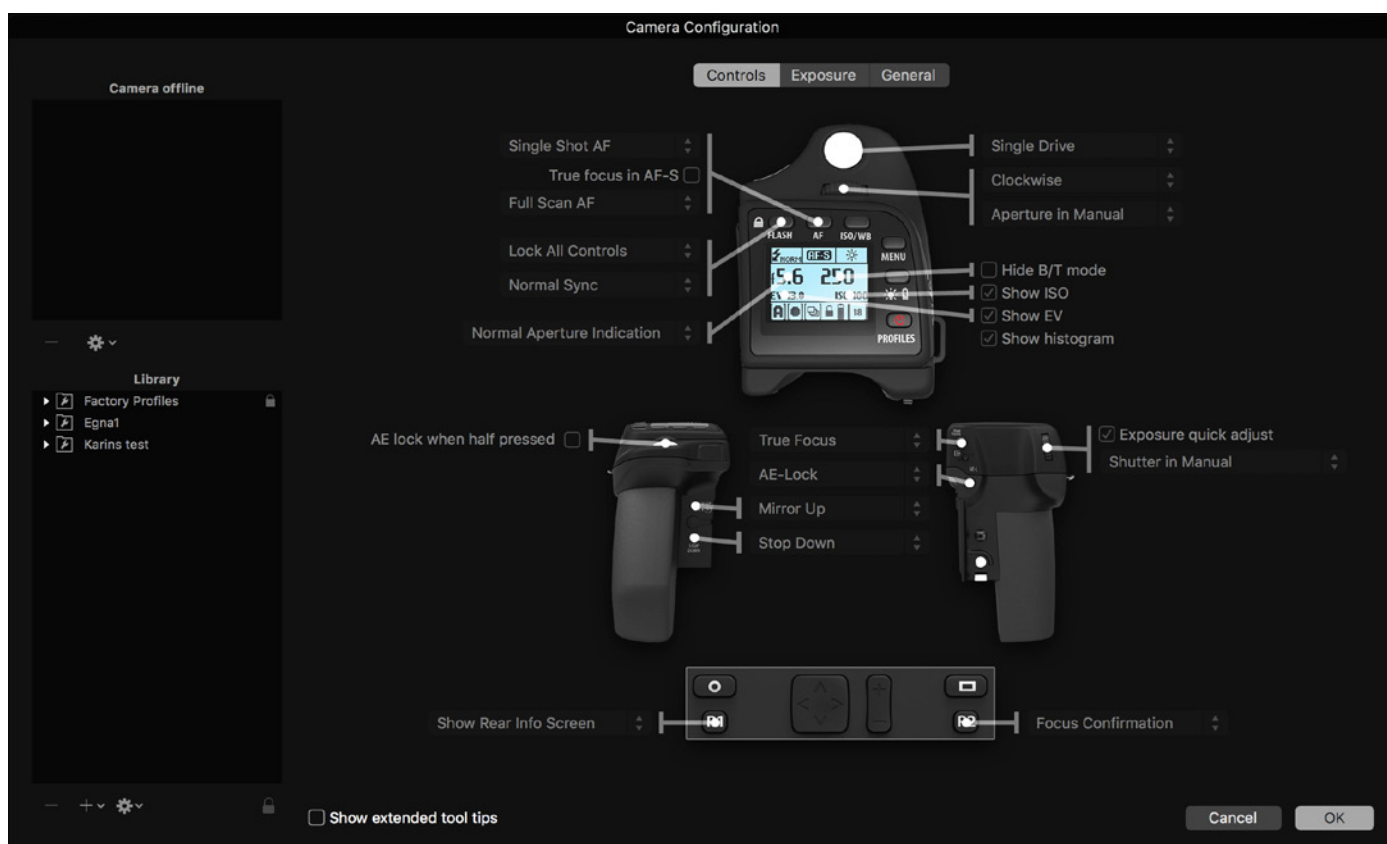 Camera Configuration
Controls Exposure General
Camera offline
Single Shot AF
True focus in AF-S
Full Scan AF
Lock All Controls
Normal Sync
Normal Aperture Indication
Single Drive
Clockwise
Aperture in Manual
Hide B/T mode
Show ISO
Show EV
Show histogram
FLASH AF ISO/WB
MENU
NORM AF-S
5.6 250
18
PROFILES
Library
Factory Profiles
Egna1
Karins test
AE lock when half pressed
True Focus
AE-Lock
Mirror Up
Stop Down
Exposure quick adjust
Shutter in Manual
Show Rear Info Screen
R1
R2
Focus Confirmation
Show extended tool tips
Cancel OK